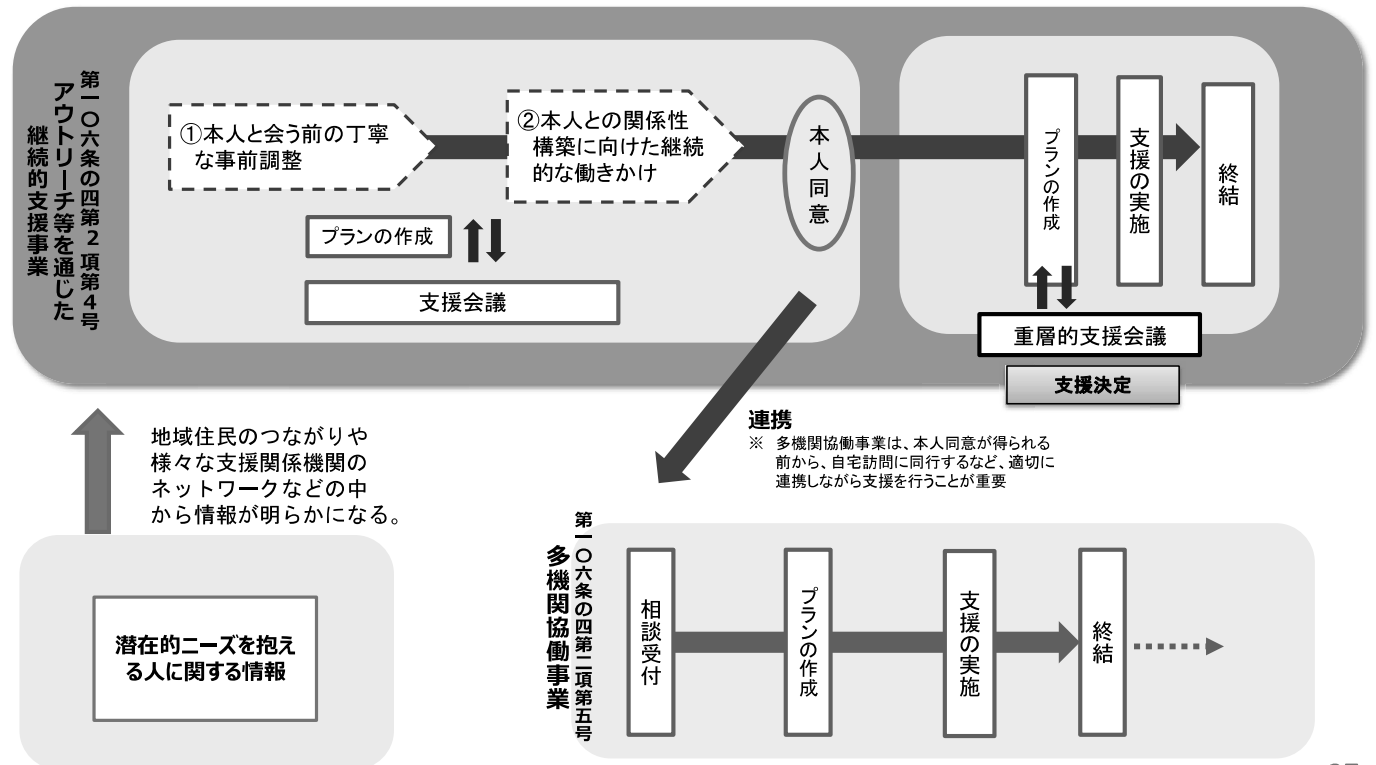 第一〇六条の四第２項第４号
アウトリーチ等を通じた
継続的支援事業
①本人と会う前の丁寧
な事前調整
②本人との関係性
構築に向けた継続
的な働きかけ
本人同意
プランの作成
支援会議
プランの作成
支援の実施
終結
重層的支援会議
支援決定
地域住民のつながりや
様々な支援関係機関の
ネットワークなどの中
から情報が明らかになる。
連携
※　多機関協働事業は、本人同意が得られる
前から、自宅訪問に同行するなど、適切に
連携しながら支援を行うことが重要
潜在的ニーズを抱え
る人に関する情報
第一〇六条の四第二項第五号
多機関協働事業
相談受付
プランの作成
支援の実施
終結